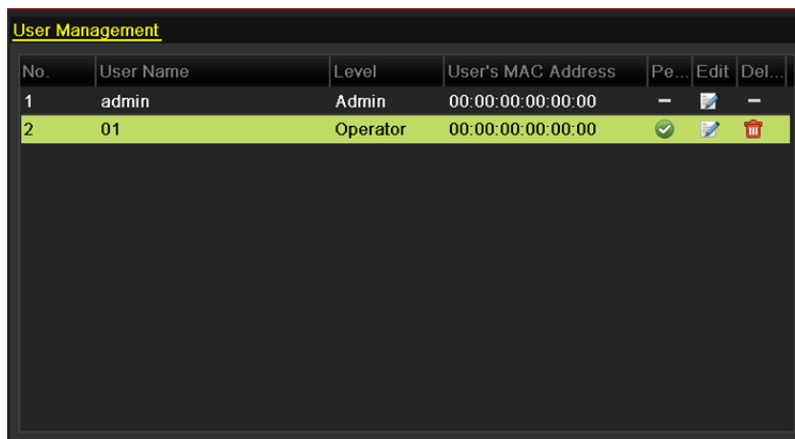 User Management
No. User Name Level User's MAC Address Pe... Edit Del...
1 admin Admin 00:00:00:00:00:00 – –
2 01 Operator 00:00:00:00:00:00